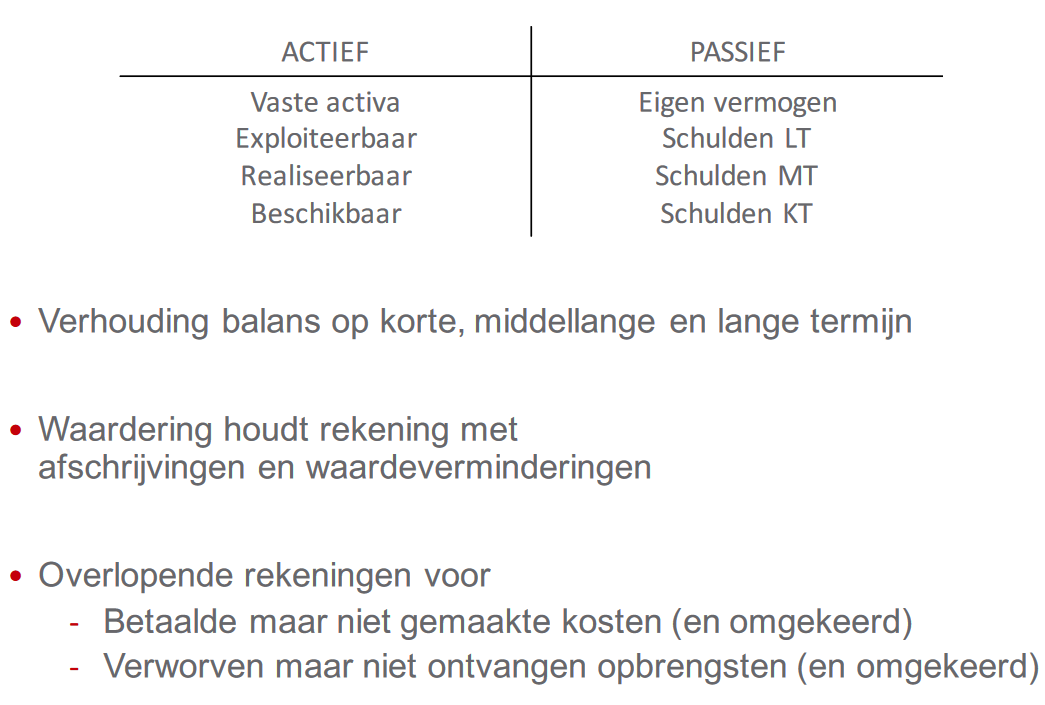 ACTIEF PASSIEF
Vaste activa Eigen vermogen
Exploiteerbaar Schulden LT
Realiseerbaar Schulden MT
Beschikbaar Schulden KT
• Verhouding balans op korte, middellange en lange termijn
• Waardering houdt rekening met
afschrijvingen en waardeverminderingen
• Overlopende rekeningen voor
- Betaalde maar niet gemaakte kosten (en omgekeerd)
- Verworven maar niet ontvangen opbrengsten (en omgekeerd)